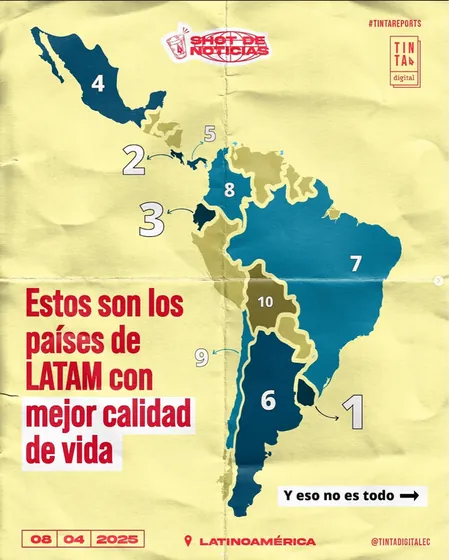 SHOT DE
NOTICIAS
#TINTAREPORTS
TIN
TA
digital
4
5
2
3
8
7
10
9
6
1
Estos son los
países de
LATAM con
mejor calidad
de vida
Y eso no es todo
08 04 2025
LATINOAMÉRICA
@TINTADIGITALEC